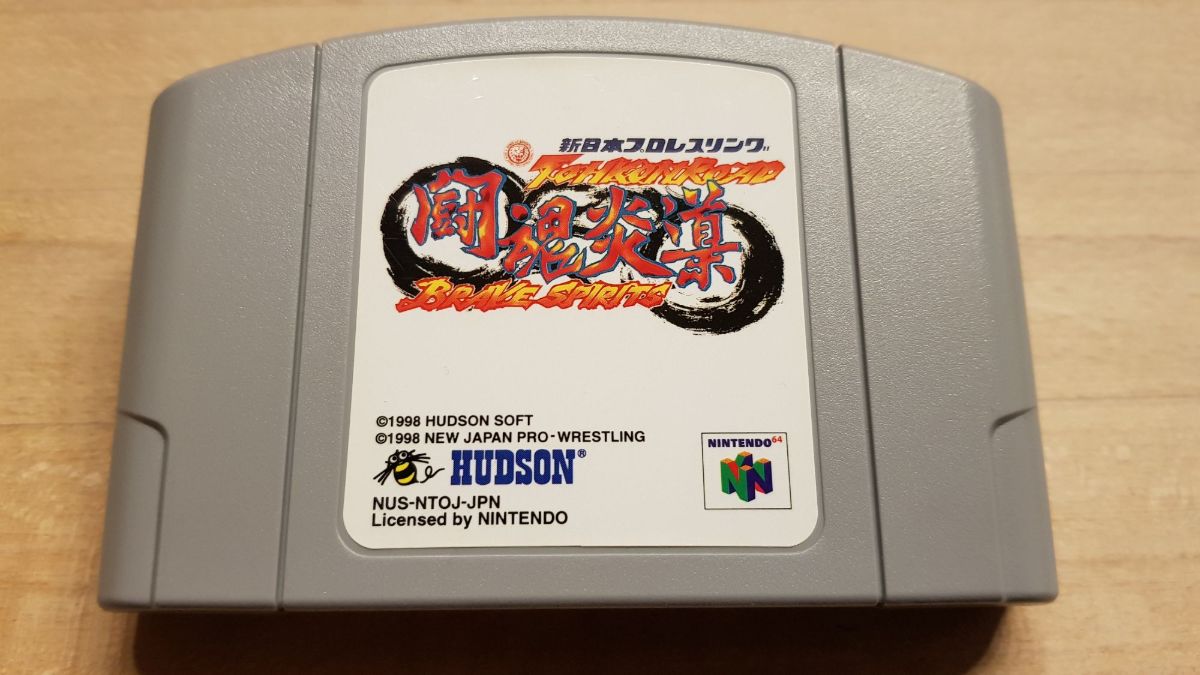 新日本プロレスリング
TOHKON ROAD
闘魂炎導
BRAVE SPIRITS
©1998 HUDSON SOFT
©1998 NEW JAPAN PRO-WRESTLING
HUDSON®
NUS-NTOJ-JPN
Licensed by NINTENDO
NINTENDO64